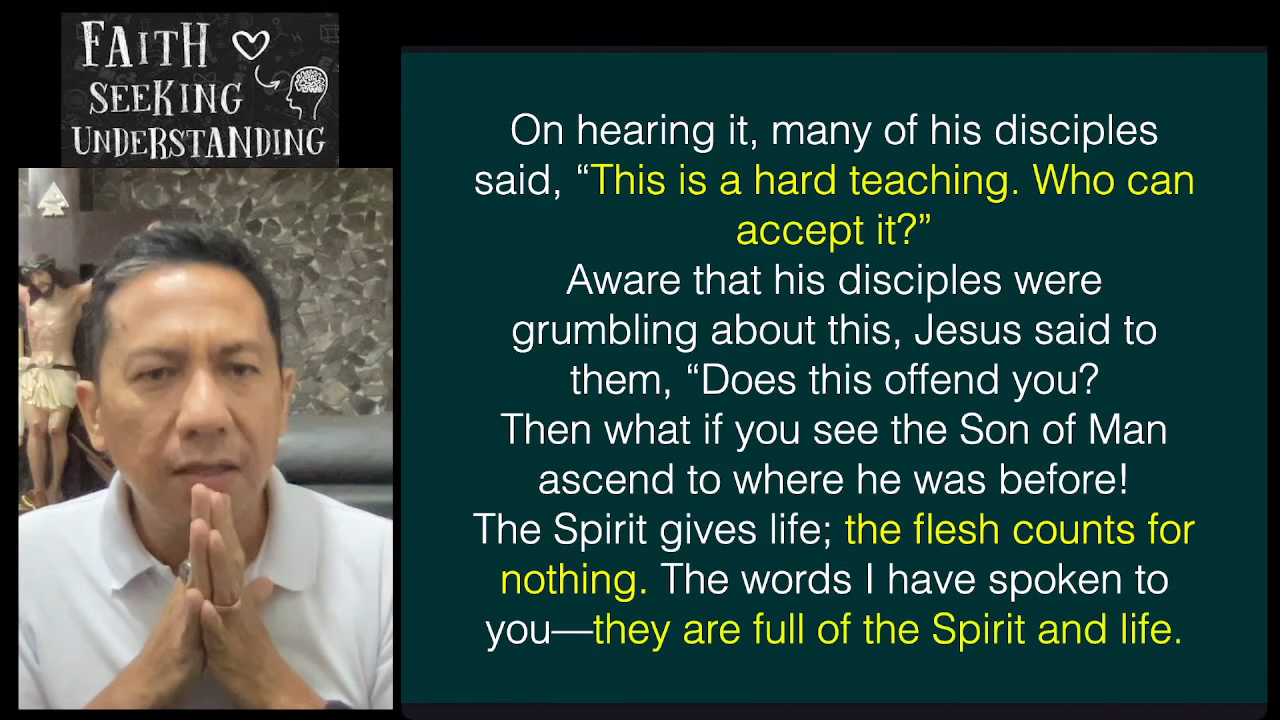 FAITH
SEEKING
UNDERSTANDING
On hearing it, many of his disciples
said, “This is a hard teaching. Who can
accept it?”
Aware that his disciples were
grumbling about this, Jesus said to
them, “Does this offend you?
Then what if you see the Son of Man
ascend to where he was before!
The Spirit gives life; the flesh counts for
nothing. The words I have spoken to
you—they are full of the Spirit and life.